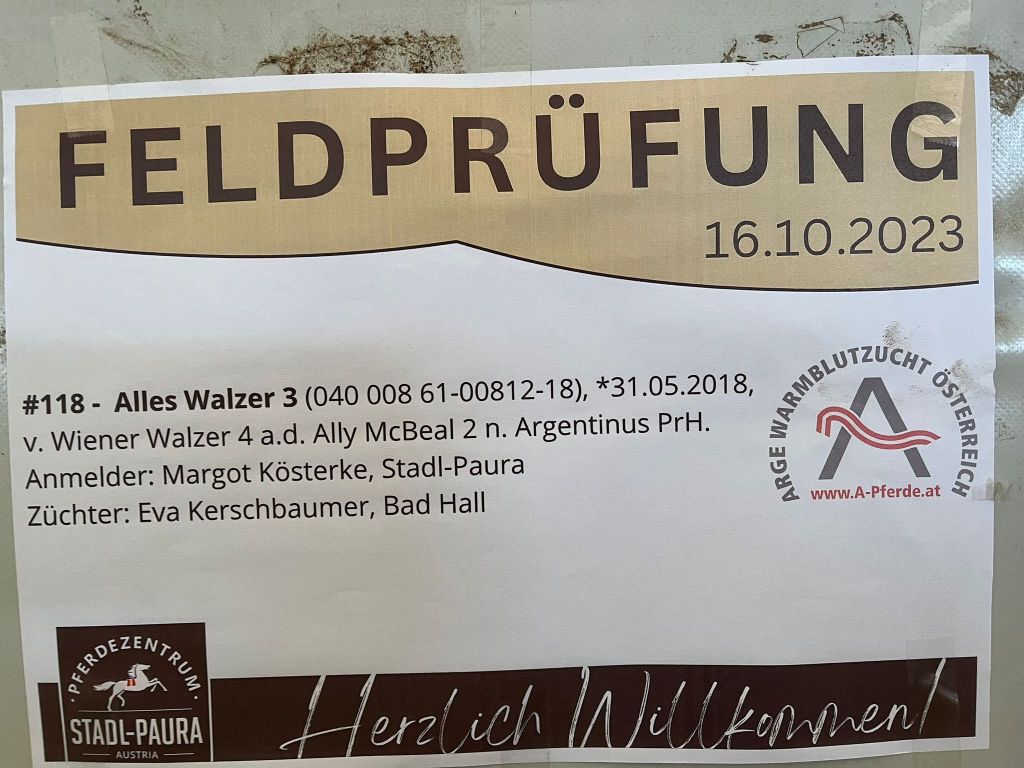 FELDPRÜFUNG
16.10.2023
#118 - Alles Walzer 3 (040 008 61-00812-18), *31.05.2018,
v. Wiener Walzer 4 a.d. Ally McBeal 2 n. Argentinus PrH.
Anmelder: Margot Kösterke, Stadl-Paura
Züchter: Eva Kerschbaumer, Bad Hall
ARGE WARMBLUTZUCHT ÖSTERREICH
www.A-Pferde.at
· PFERDEZENTRUM ·
STADL-PAURA
AUSTRIA
Herzlich Willkommen!